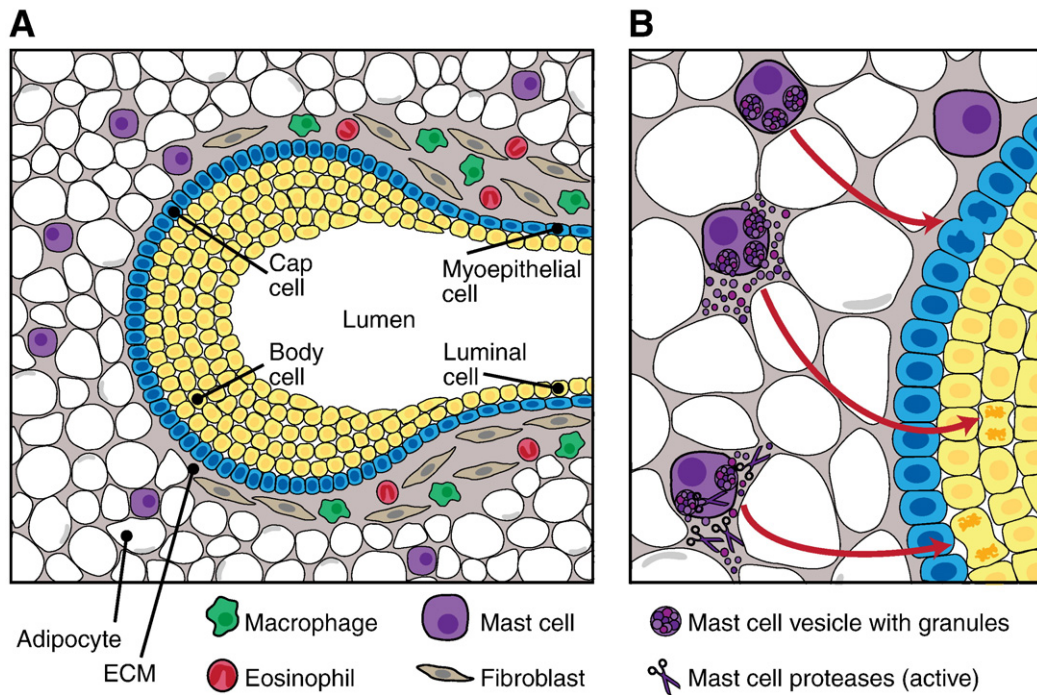 A
B
Cap
cell
Myoepithelial
cell
Lumen
Body
cell
Luminal
cell
Adipocyte
ECM
Macrophage
Mast cell
Eosinophil
Fibroblast
Mast cell vesicle with granules
Mast cell proteases (active)